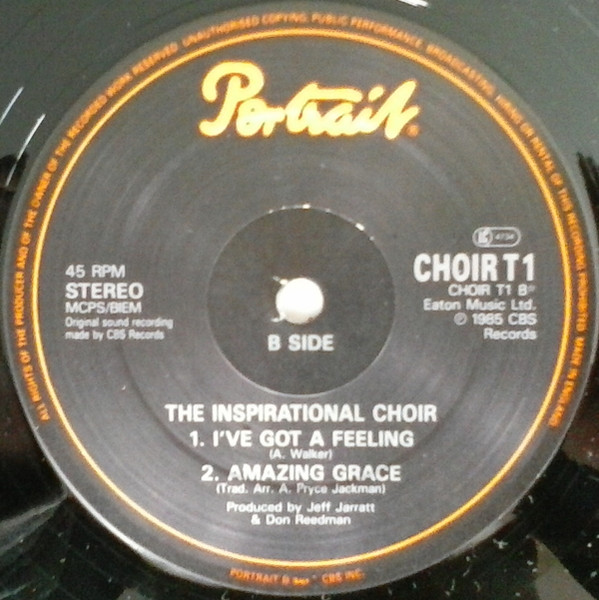 ALL RIGHTS OF THE PRODUCER AND OF THE OWNER OF THE RECORDED WORK RESERVED. UNAUTHORISED COPYING, PUBLIC PERFORMANCE, BROADCASTING, HIRING OR RENTAL OF THIS RECORDING PROHIBITED. MADE IN ENGLAND
Portrait®
45 RPM
STEREO
MCPS/BIEM
Original sound recording
made by CBS Records
4734
CHOIR T1
CHOIR T1 B
Eaton Music Ltd.
℗ 1985 CBS
Records
B SIDE
THE INSPIRATIONAL CHOIR
1. I'VE GOT A FEELING
(A. Walker)
2. AMAZING GRACE
(Trad. Arr. A. Pryce Jackman)
Produced by Jeff Jarratt
& Don Reedman
PORTRAIT CBS INC.